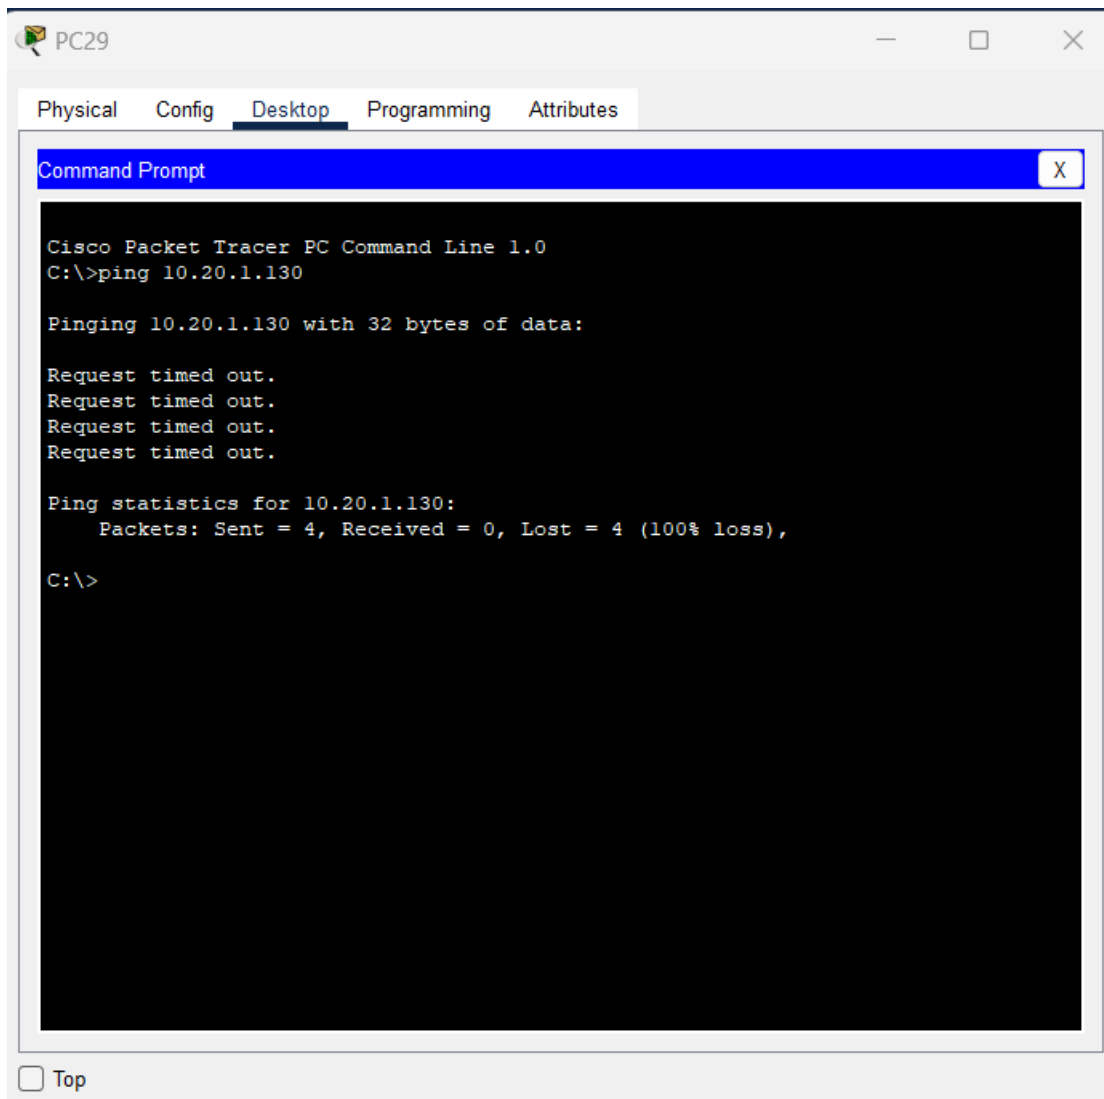 PC29
Physical Config Desktop Programming Attributes
Command Prompt X
Cisco Packet Tracer PC Command Line 1.0
C:\>ping 10.20.1.130
Pinging 10.20.1.130 with 32 bytes of data:
Request timed out.
Request timed out.
Request timed out.
Request timed out.
Ping statistics for 10.20.1.130:
    Packets: Sent = 4, Received = 0, Lost = 4 (100% loss),
C:\>
Top